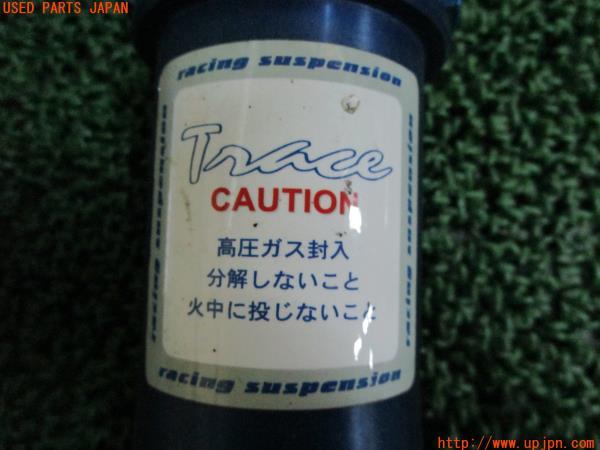 USED PARTS JAPAN
racing suspension
Trace
CAUTION
高圧ガス封入
分解しないこと
火中に投じないこと
racing suspension
racing suspension
racing suspension
http://www.upjpn.com/